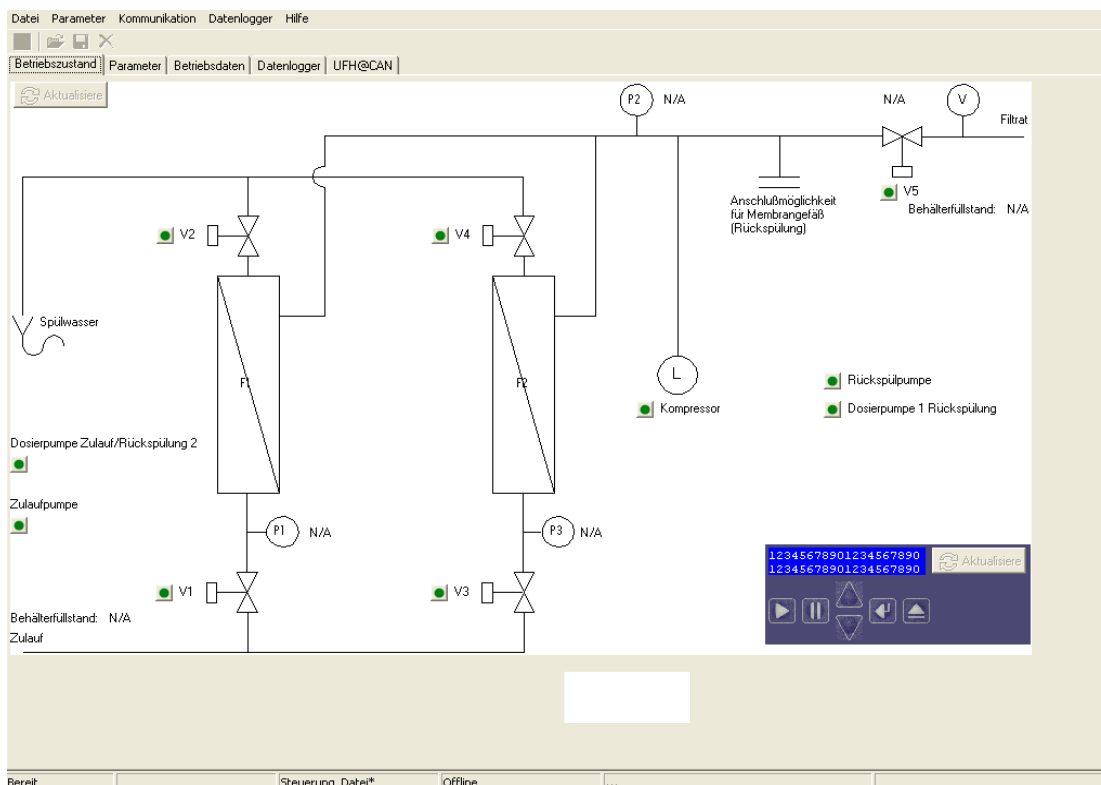 Datei Parameter Kommunikation Datenlogger Hilfe
Betriebszustand Parameter Betriebsdaten Datenlogger UFH@CAN
Aktualisiere
P2 N/A N/A V
Filtrat
V5
Anschlußmöglichkeit
für Membrangefäß
(Rückspülung)
Behälterfüllstand: N/A
V2 V4
Spülwasser
F1 F2
L
Kompressor
Rückspülpumpe
Dosierpumpe 1 Rückspülung
Dosierpumpe Zulauf/Rückspülung 2
Zulaufpumpe
P1 N/A P3 N/A
12345678901234567890
12345678901234567890
Aktualisiere
V1 V3
Behälterfüllstand: N/A
Zulauf
Bereit Steuerung, Datei* Offline ...